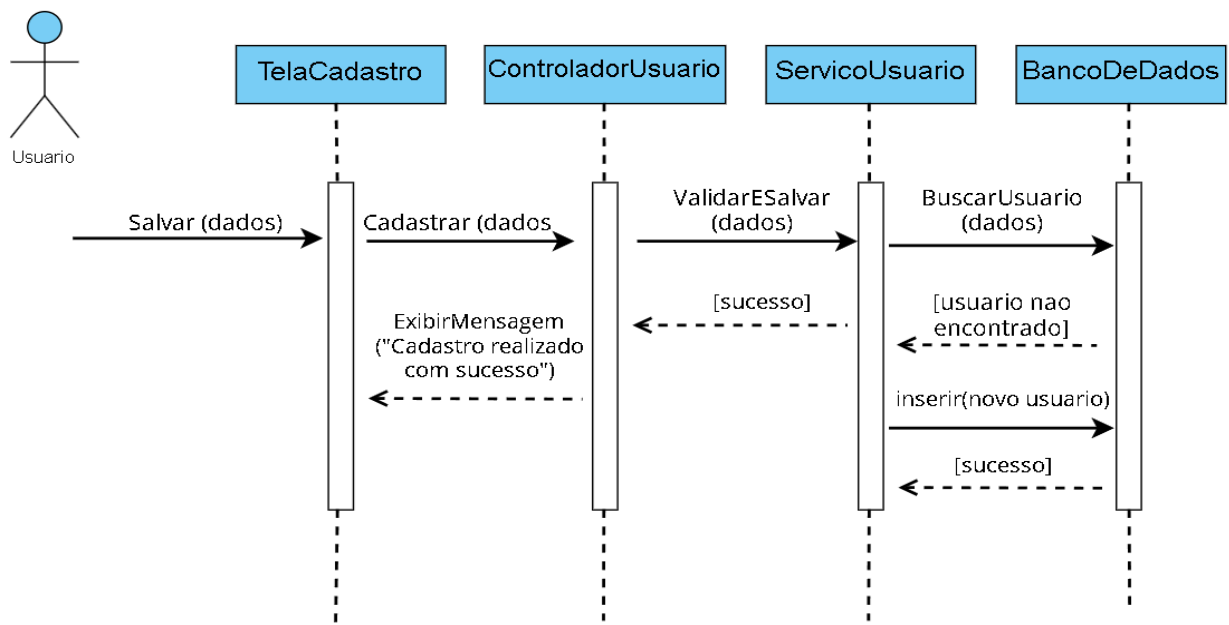 TelaCadastro
ControladorUsuario
ServicoUsuario
BancoDeDados
Usuario
Salvar (dados)
Cadastrar (dados
ValidarESalvar
(dados)
BuscarUsuario
(dados)
[sucesso]
[usuario nao
encontrado]
ExibirMensagem
("Cadastro realizado
com sucesso")
inserir(novo usuario)
[sucesso]